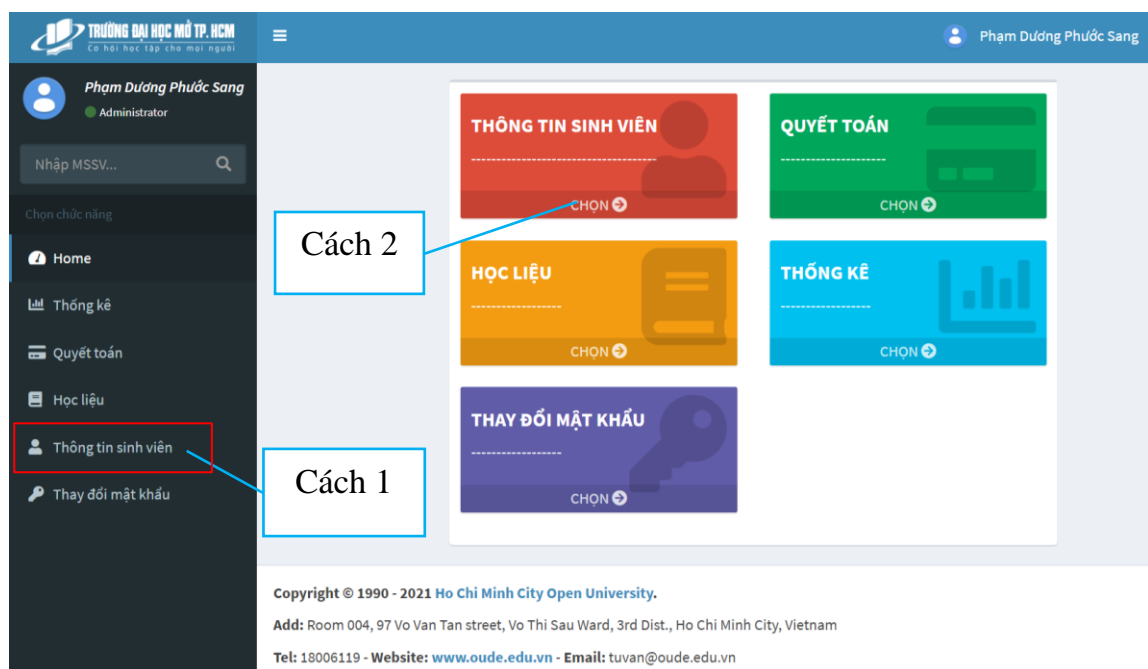 TRƯỜNG ĐẠI HỌC MỞ TP. HCM
Cơ hội học tập cho mọi người
Phạm Dương Phước Sang
Phạm Dương Phước Sang
Administrator
Nhập MSSV...
Chọn chức năng
Home
Thống kê
Quyết toán
Học liệu
Thông tin sinh viên
Thay đổi mật khẩu
Cách 2
Cách 1
THÔNG TIN SINH VIÊN
-------------------------------------
CHỌN
QUYẾT TOÁN
---------------------
CHỌN
HỌC LIỆU
------------------
CHỌN
THỐNG KÊ
------------------
CHỌN
THAY ĐỔI MẬT KHẨU
------------------
CHỌN
Copyright © 1990 - 2021 Ho Chi Minh City Open University.
Add: Room 004, 97 Vo Van Tan street, Vo Thi Sau Ward, 3rd Dist., Ho Chi Minh City, Vietnam
Tel: 18006119 - Website: www.oude.edu.vn - Email: tuvan@oude.edu.vn